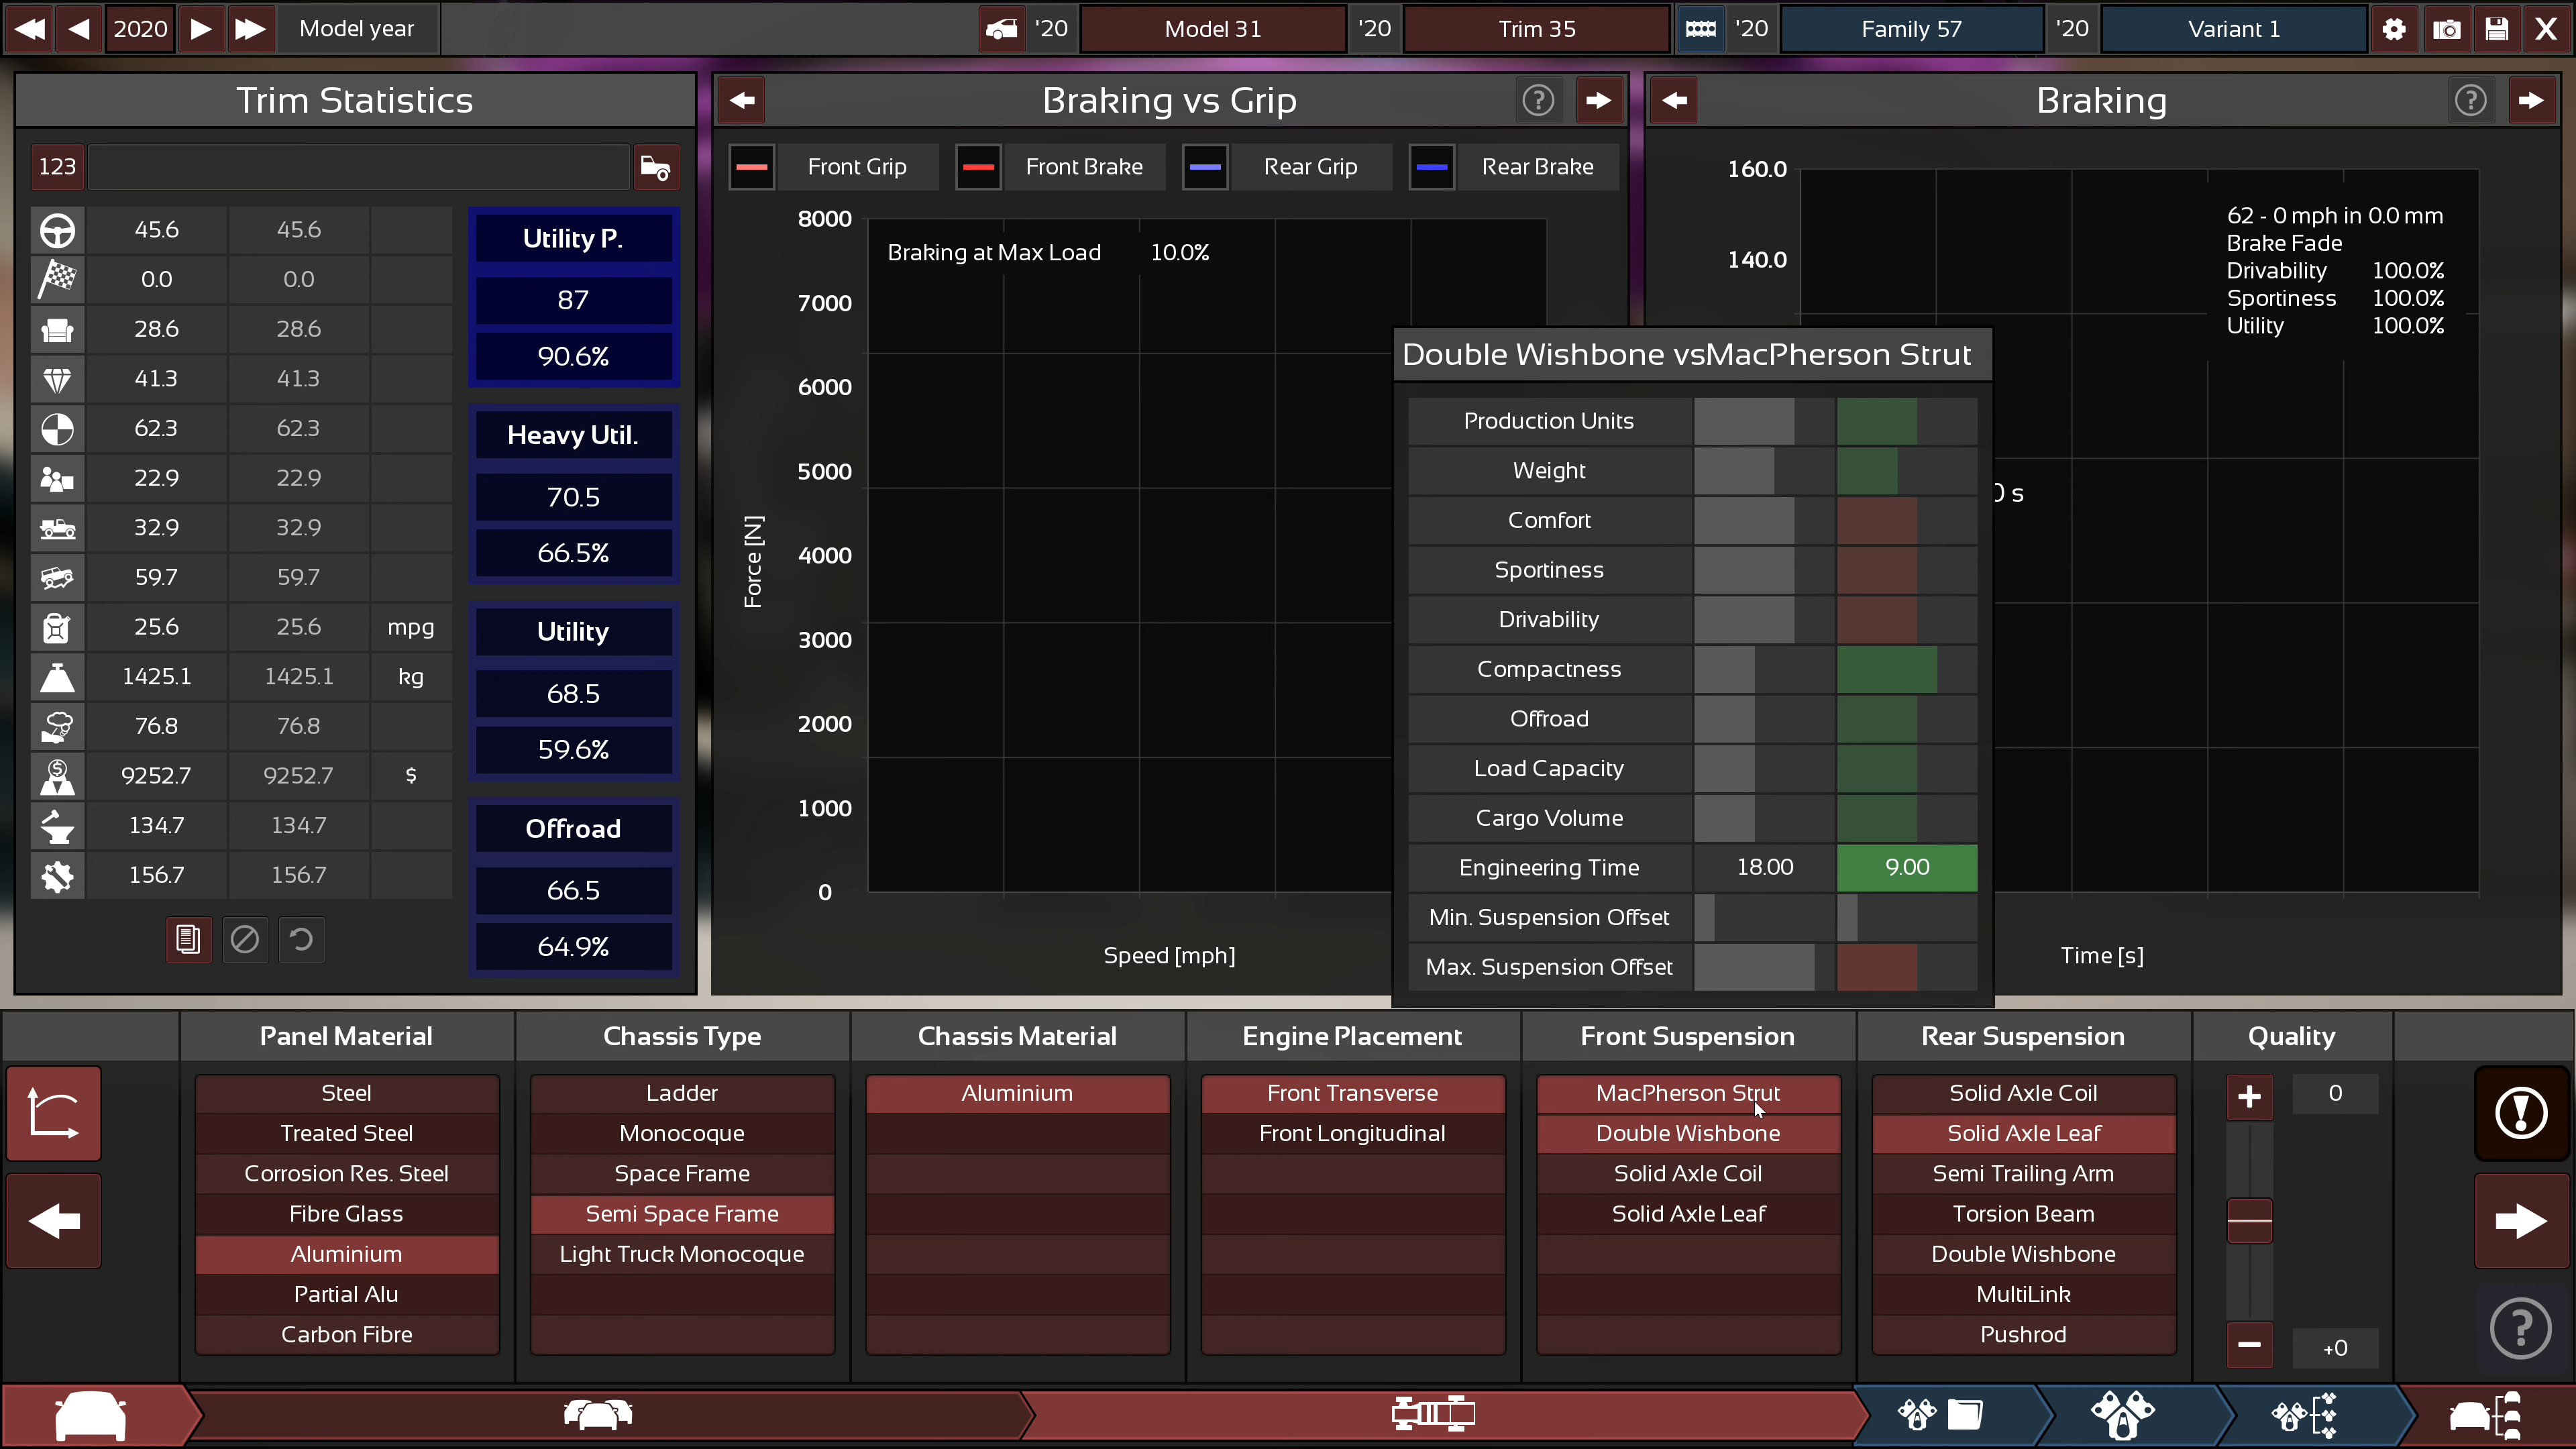 2020
Model year
'20
Model 31
'20
Trim 35
'20
Family 57
'20
Variant 1
X
Trim Statistics
123
45.6 45.6
0.0 0.0
28.6 28.6
41.3 41.3
62.3 62.3
22.9 22.9
32.9 32.9
59.7 59.7
25.6 25.6 mpg
1425.1 1425.1 kg
76.8 76.8
9252.7 9252.7 $
134.7 134.7
156.7 156.7
Utility P.
87
90.6%
Heavy Util.
70.5
66.5%
Utility
68.5
59.6%
Offroad
66.5
64.9%
Braking vs Grip
?
Front Grip
Front Brake
Rear Grip
Rear Brake
Braking at Max Load 10.0%
8000
7000
6000
5000
4000
3000
2000
1000
0
Force [N]
Speed [mph]
Braking
?
160.0
140.0
62 - 0 mph in 0.0 mm
Brake Fade
Drivability 100.0%
Sportiness 100.0%
Utility 100.0%
0 s
Time [s]
Double Wishbone vsMacPherson Strut
Production Units
Weight
Comfort
Sportiness
Drivability
Compactness
Offroad
Load Capacity
Cargo Volume
Engineering Time 18.00 9.00
Min. Suspension Offset
Max. Suspension Offset
Panel Material
Steel
Treated Steel
Corrosion Res. Steel
Fibre Glass
Aluminium
Partial Alu
Carbon Fibre
Chassis Type
Ladder
Monocoque
Space Frame
Semi Space Frame
Light Truck Monocoque
Chassis Material
Aluminium
Engine Placement
Front Transverse
Front Longitudinal
Front Suspension
MacPherson Strut
Double Wishbone
Solid Axle Coil
Solid Axle Leaf
Rear Suspension
Solid Axle Coil
Solid Axle Leaf
Semi Trailing Arm
Torsion Beam
Double Wishbone
MultiLink
Pushrod
Quality
+ 0
− +0
!
?